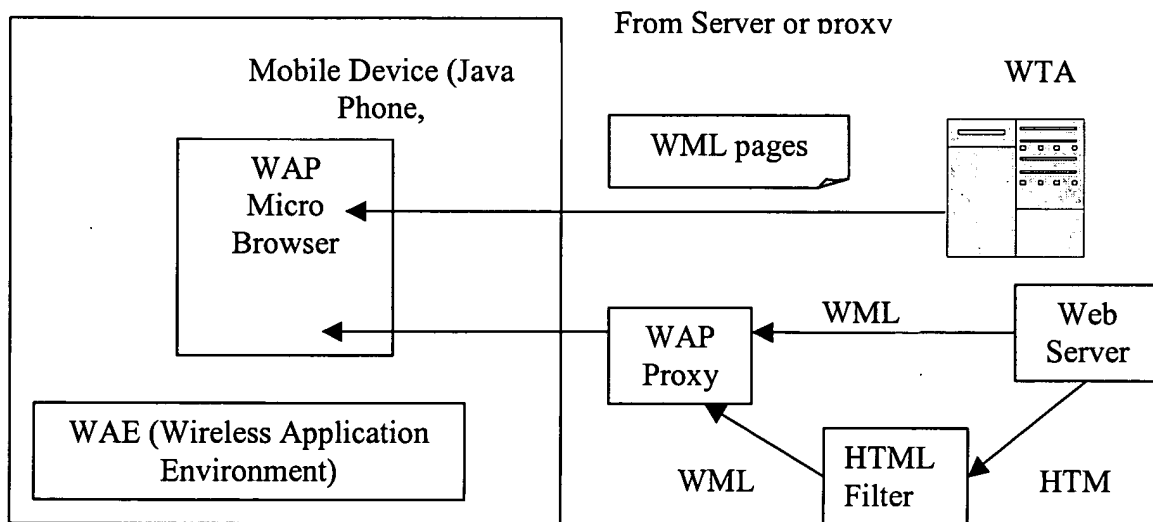 From Server or proxy
Mobile Device (Java
Phone,
WTA
WML pages
WAP
Micro
Browser
WML
Web
Server
WAP
Proxy
WAE (Wireless Application
Environment)
WML
HTML
Filter
HTM